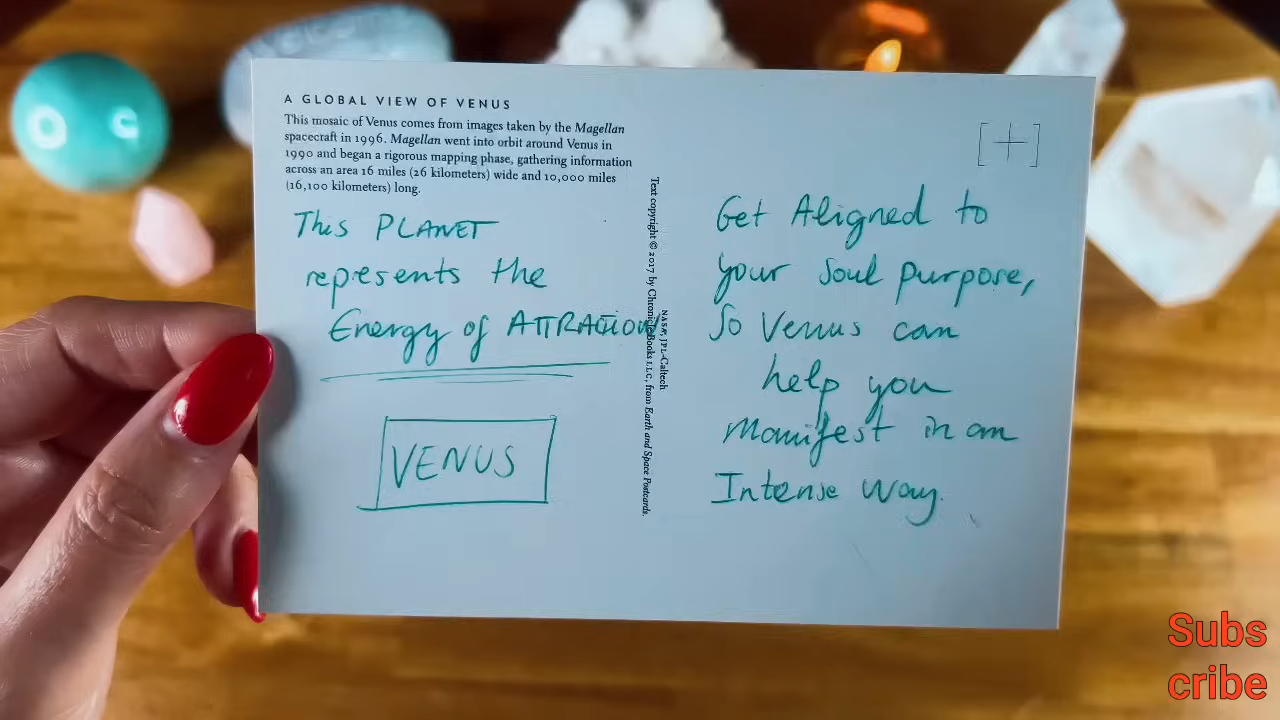 A GLOBAL VIEW OF VENUS
This mosaic of Venus comes from images taken by the Magellan
spacecraft in 1996. Magellan went into orbit around Venus in
1990 and began a rigorous mapping phase, gathering information
across an area 16 miles (26 kilometers) wide and 10,000 miles
(16,100 kilometers) long.
This PLANET
represents the
Energy of ATTRACTION
VENUS
Text copyright © 2017 by Chronicle Books LLC, from Earth and Space Postcards.
NASA, JPL-Caltech
Get Aligned to
your Soul purpose,
So Venus can
help you
Manifest in an
Intense way.
Subs
cribe